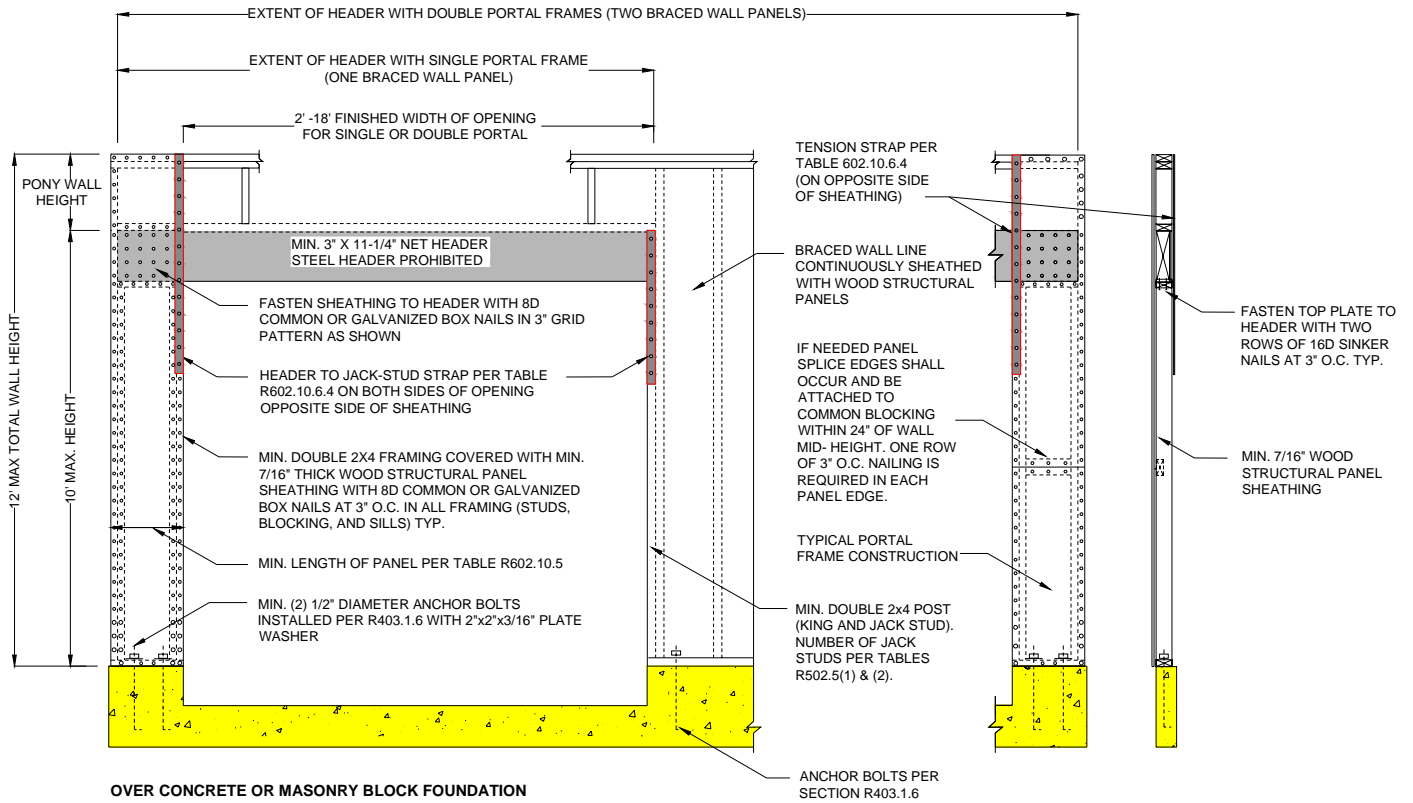 EXTENT OF HEADER WITH DOUBLE PORTAL FRAMES (TWO BRACED WALL PANELS)
EXTENT OF HEADER WITH SINGLE PORTAL FRAME
(ONE BRACED WALL PANEL)
2' -18' FINISHED WIDTH OF OPENING
FOR SINGLE OR DOUBLE PORTAL
PONY WALL
HEIGHT
12' MAX TOTAL WALL HEIGHT
10' MAX. HEIGHT
MIN. 3" X 11-1/4" NET HEADER
STEEL HEADER PROHIBITED
FASTEN SHEATHING TO HEADER WITH 8D
COMMON OR GALVANIZED BOX NAILS IN 3" GRID
PATTERN AS SHOWN
HEADER TO JACK-STUD STRAP PER TABLE
R602.10.6.4 ON BOTH SIDES OF OPENING
OPPOSITE SIDE OF SHEATHING
MIN. DOUBLE 2X4 FRAMING COVERED WITH MIN.
7/16" THICK WOOD STRUCTURAL PANEL
SHEATHING WITH 8D COMMON OR GALVANIZED
BOX NAILS AT 3" O.C. IN ALL FRAMING (STUDS,
BLOCKING, AND SILLS) TYP.
MIN. LENGTH OF PANEL PER TABLE R602.10.5
MIN. (2) 1/2" DIAMETER ANCHOR BOLTS
INSTALLED PER R403.1.6 WITH 2"x2"x3/16" PLATE
WASHER
TENSION STRAP PER
TABLE 602.10.6.4
(ON OPPOSITE SIDE
OF SHEATHING)
BRACED WALL LINE
CONTINUOUSLY SHEATHED
WITH WOOD STRUCTURAL
PANELS
IF NEEDED PANEL
SPLICE EDGES SHALL
OCCUR AND BE
ATTACHED TO
COMMON BLOCKING
WITHIN 24" OF WALL
MID- HEIGHT. ONE ROW
OF 3" O.C. NAILING IS
REQUIRED IN EACH
PANEL EDGE.
TYPICAL PORTAL
FRAME CONSTRUCTION
MIN. DOUBLE 2x4 POST
(KING AND JACK STUD).
NUMBER OF JACK
STUDS PER TABLES
R502.5(1) & (2).
ANCHOR BOLTS PER
SECTION R403.1.6
FASTEN TOP PLATE TO
HEADER WITH TWO
ROWS OF 16D SINKER
NAILS AT 3" O.C. TYP.
MIN. 7/16" WOOD
STRUCTURAL PANEL
SHEATHING
OVER CONCRETE OR MASONRY BLOCK FOUNDATION